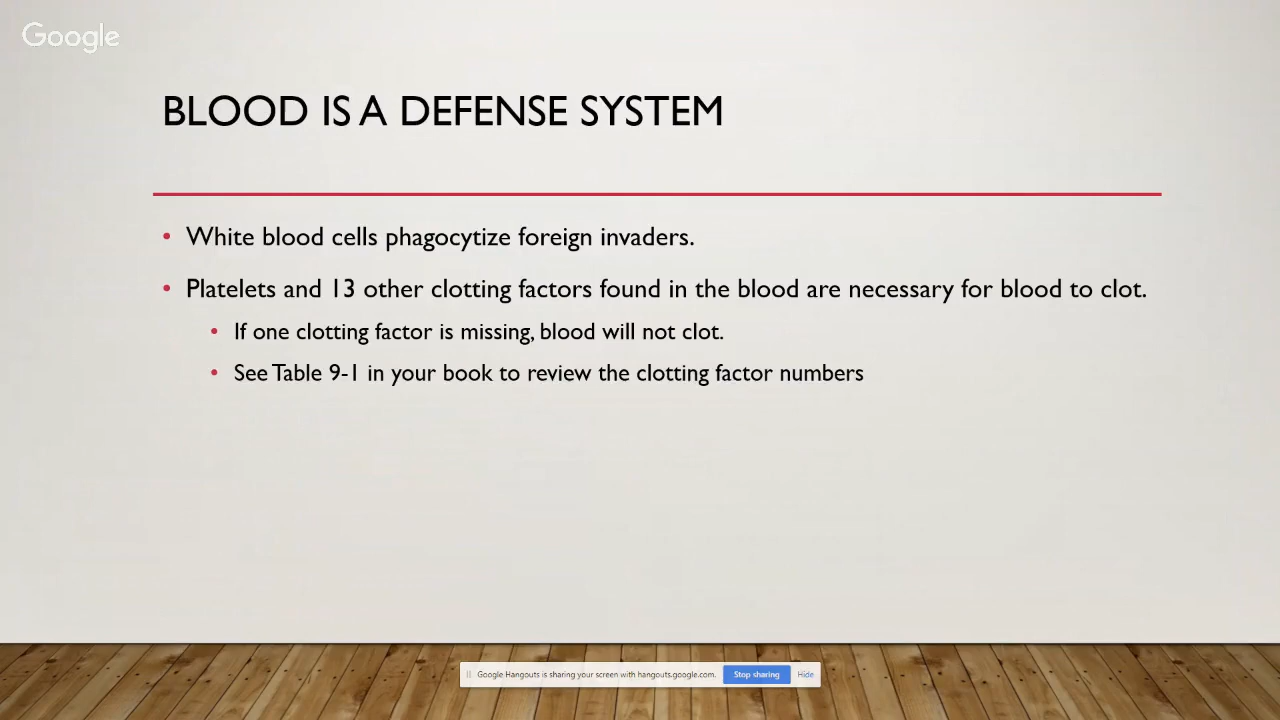 Google
BLOOD IS A DEFENSE SYSTEM
• White blood cells phagocytize foreign invaders.
• Platelets and 13 other clotting factors found in the blood are necessary for blood to clot.
• If one clotting factor is missing, blood will not clot.
• See Table 9-1 in your book to review the clotting factor numbers
Google Hangouts is sharing your screen with hangouts.google.com. Stop sharing Hide